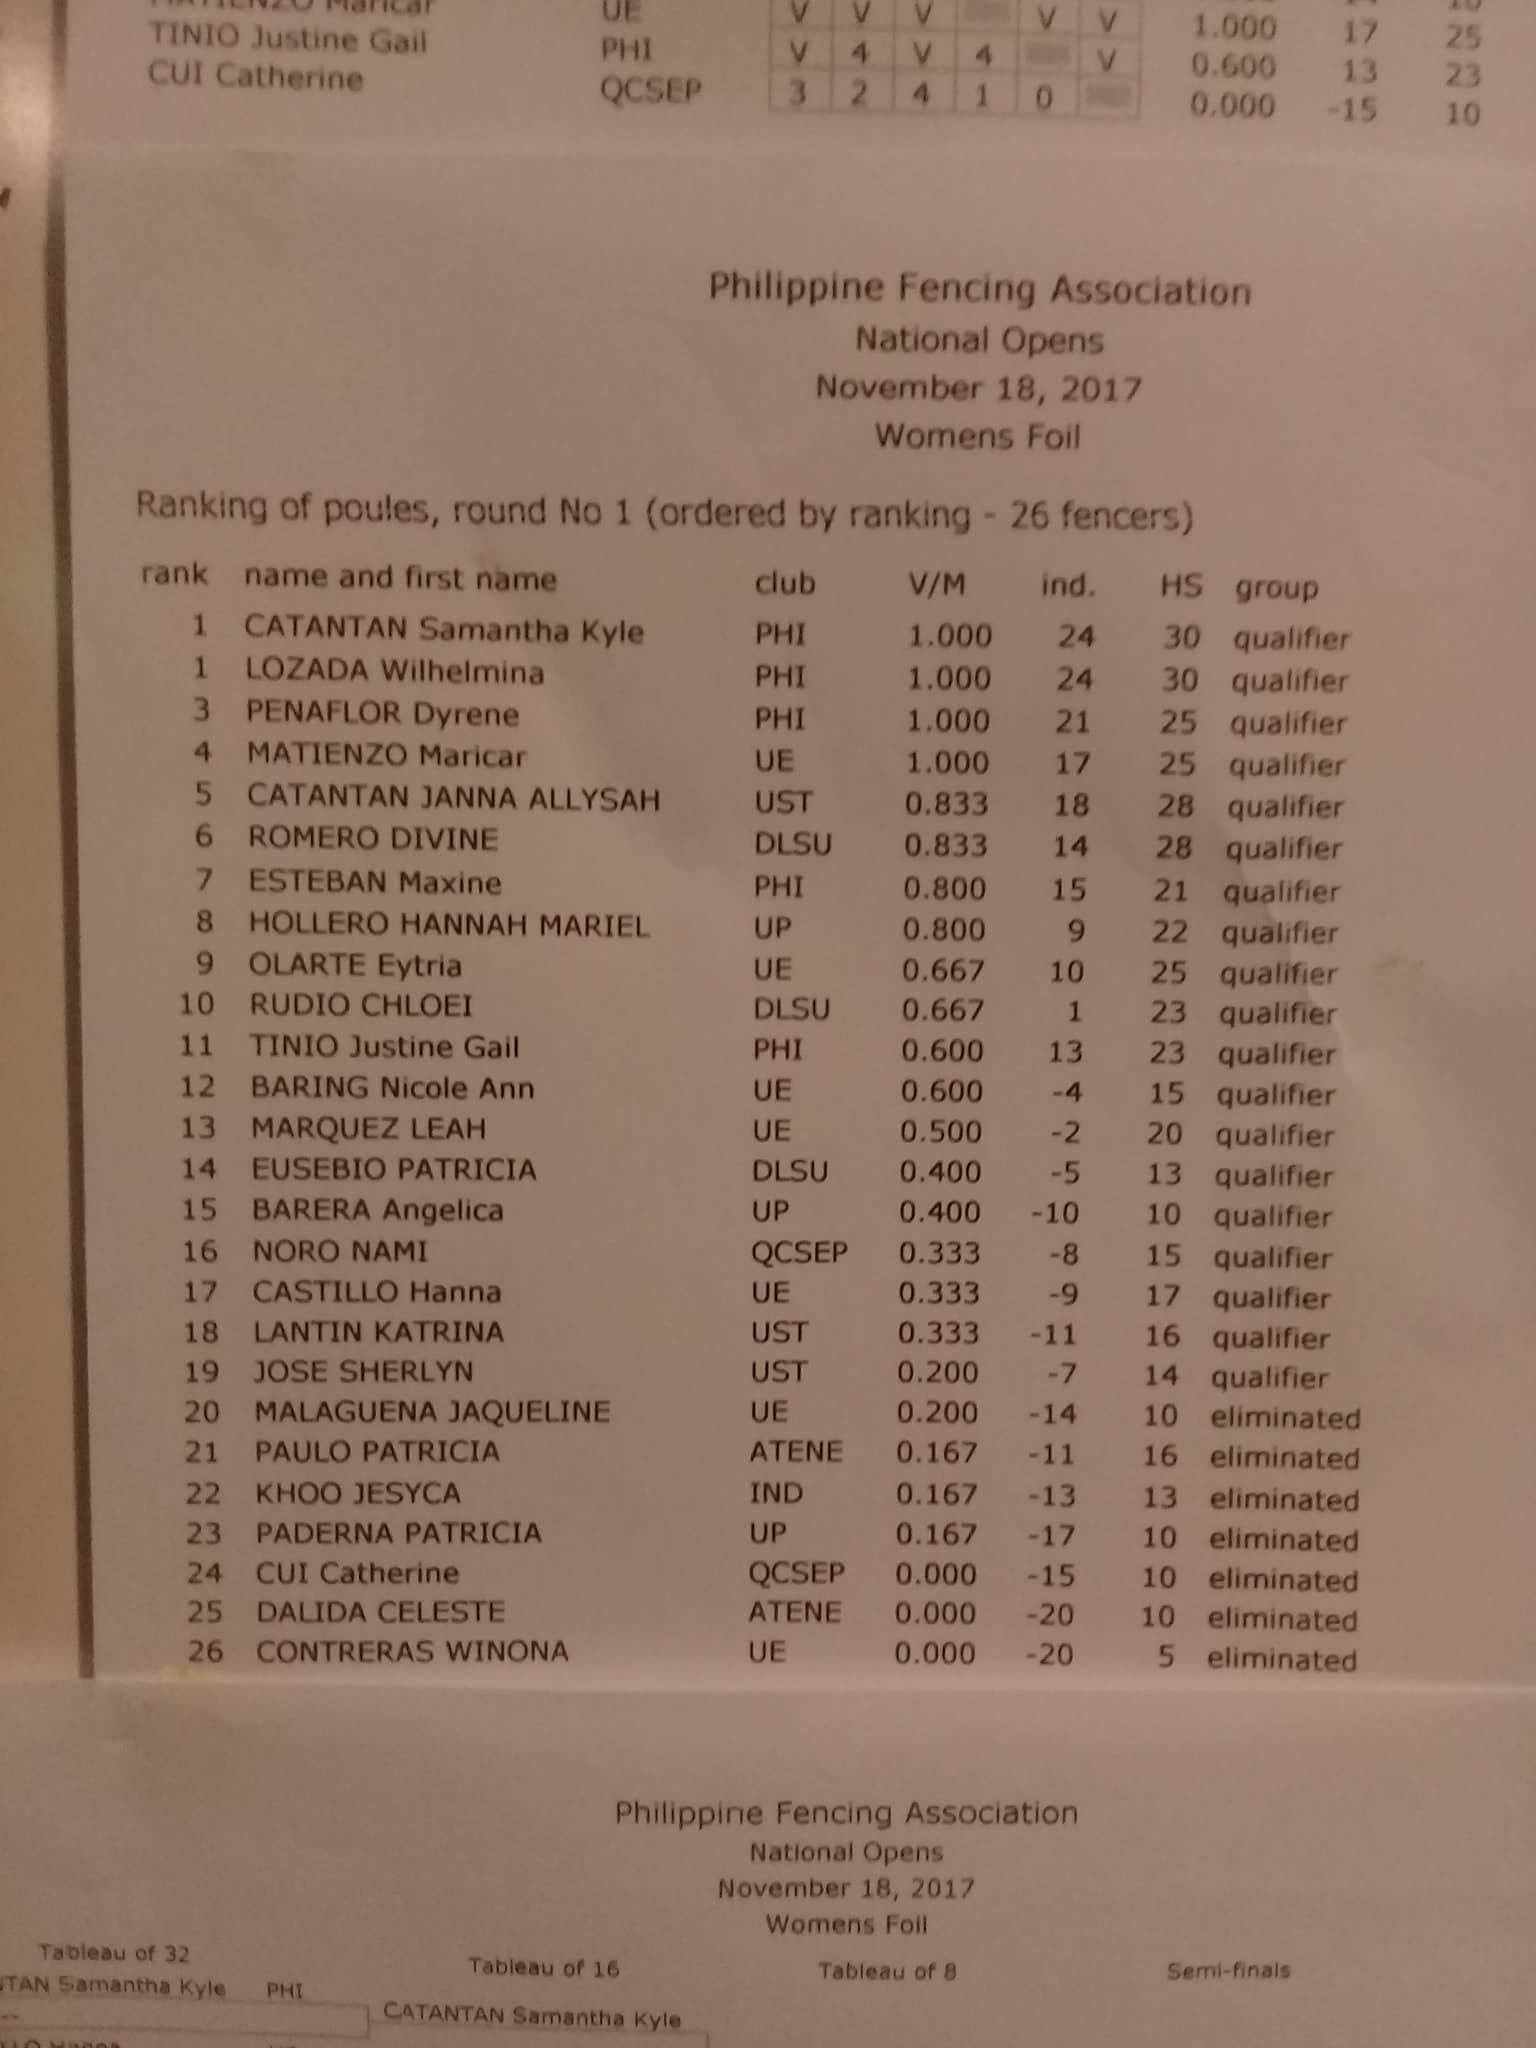 MATIENZO Maricar UE V V V V V 1.000 17 25
TINIO Justine Gail PHI V 4 V 4 V 0.600 13 23
CUI Catherine QCSEP 3 2 4 1 0 0.000 -15 10
Philippine Fencing Association
National Opens
November 18, 2017
Womens Foil
Ranking of poules, round No 1 (ordered by ranking - 26 fencers)
rank name and first name club V/M ind. HS group
1 CATANTAN Samantha Kyle PHI 1.000 24 30 qualifier
1 LOZADA Wilhelmina PHI 1.000 24 30 qualifier
3 PENAFLOR Dyrene PHI 1.000 21 25 qualifier
4 MATIENZO Maricar UE 1.000 17 25 qualifier
5 CATANTAN JANNA ALLYSAH UST 0.833 18 28 qualifier
6 ROMERO DIVINE DLSU 0.833 14 28 qualifier
7 ESTEBAN Maxine PHI 0.800 15 21 qualifier
8 HOLLERO HANNAH MARIEL UP 0.800 9 22 qualifier
9 OLARTE Eytria UE 0.667 10 25 qualifier
10 RUDIO CHLOEI DLSU 0.667 1 23 qualifier
11 TINIO Justine Gail PHI 0.600 13 23 qualifier
12 BARING Nicole Ann UE 0.600 -4 15 qualifier
13 MARQUEZ LEAH UE 0.500 -2 20 qualifier
14 EUSEBIO PATRICIA DLSU 0.400 -5 13 qualifier
15 BARERA Angelica UP 0.400 -10 10 qualifier
16 NORO NAMI QCSEP 0.333 -8 15 qualifier
17 CASTILLO Hanna UE 0.333 -9 17 qualifier
18 LANTIN KATRINA UST 0.333 -11 16 qualifier
19 JOSE SHERLYN UST 0.200 -7 14 qualifier
20 MALAGUENA JAQUELINE UE 0.200 -14 10 eliminated
21 PAULO PATRICIA ATENE 0.167 -11 16 eliminated
22 KHOO JESYCA IND 0.167 -13 13 eliminated
23 PADERNA PATRICIA UP 0.167 -17 10 eliminated
24 CUI Catherine QCSEP 0.000 -15 10 eliminated
25 DALIDA CELESTE ATENE 0.000 -20 10 eliminated
26 CONTRERAS WINONA UE 0.000 -20 5 eliminated
Philippine Fencing Association
National Opens
November 18, 2017
Womens Foil
Tableau of 32 Tableau of 16 Tableau of 8 Semi-finals
NTAN Samantha Kyle PHI
--
CATANTAN Samantha Kyle